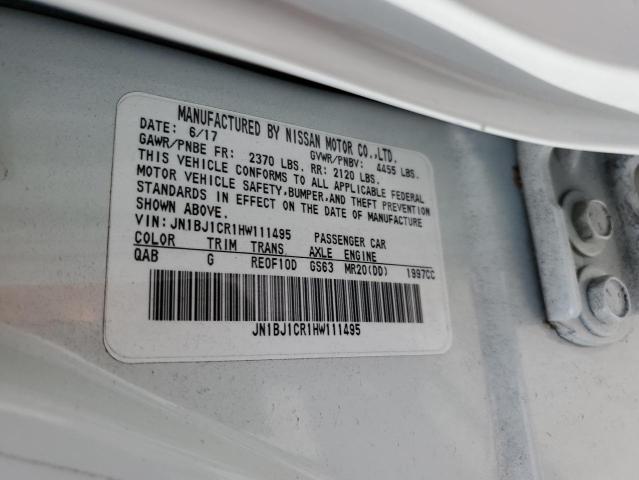 MANUFACTURED BY NISSAN MOTOR CO.,LTD.
DATE: 6/17 GVWR/PNBV: 4455 LBS.
GAWR/PNBE FR: 2370 LBS. RR: 2120 LBS.
THIS VEHICLE CONFORMS TO ALL APPLICABLE FEDERAL
MOTOR VEHICLE SAFETY,BUMPER,AND THEFT PREVENTION
STANDARDS IN EFFECT ON THE DATE OF MANUFACTURE
SHOWN ABOVE.
VIN: JN1BJ1CR1HW111495 PASSENGER CAR
COLOR TRIM TRANS. AXLE ENGINE
QAB G RE0F10D GS63 MR20(DD) 1997CC
JN1BJ1CR1HW111495